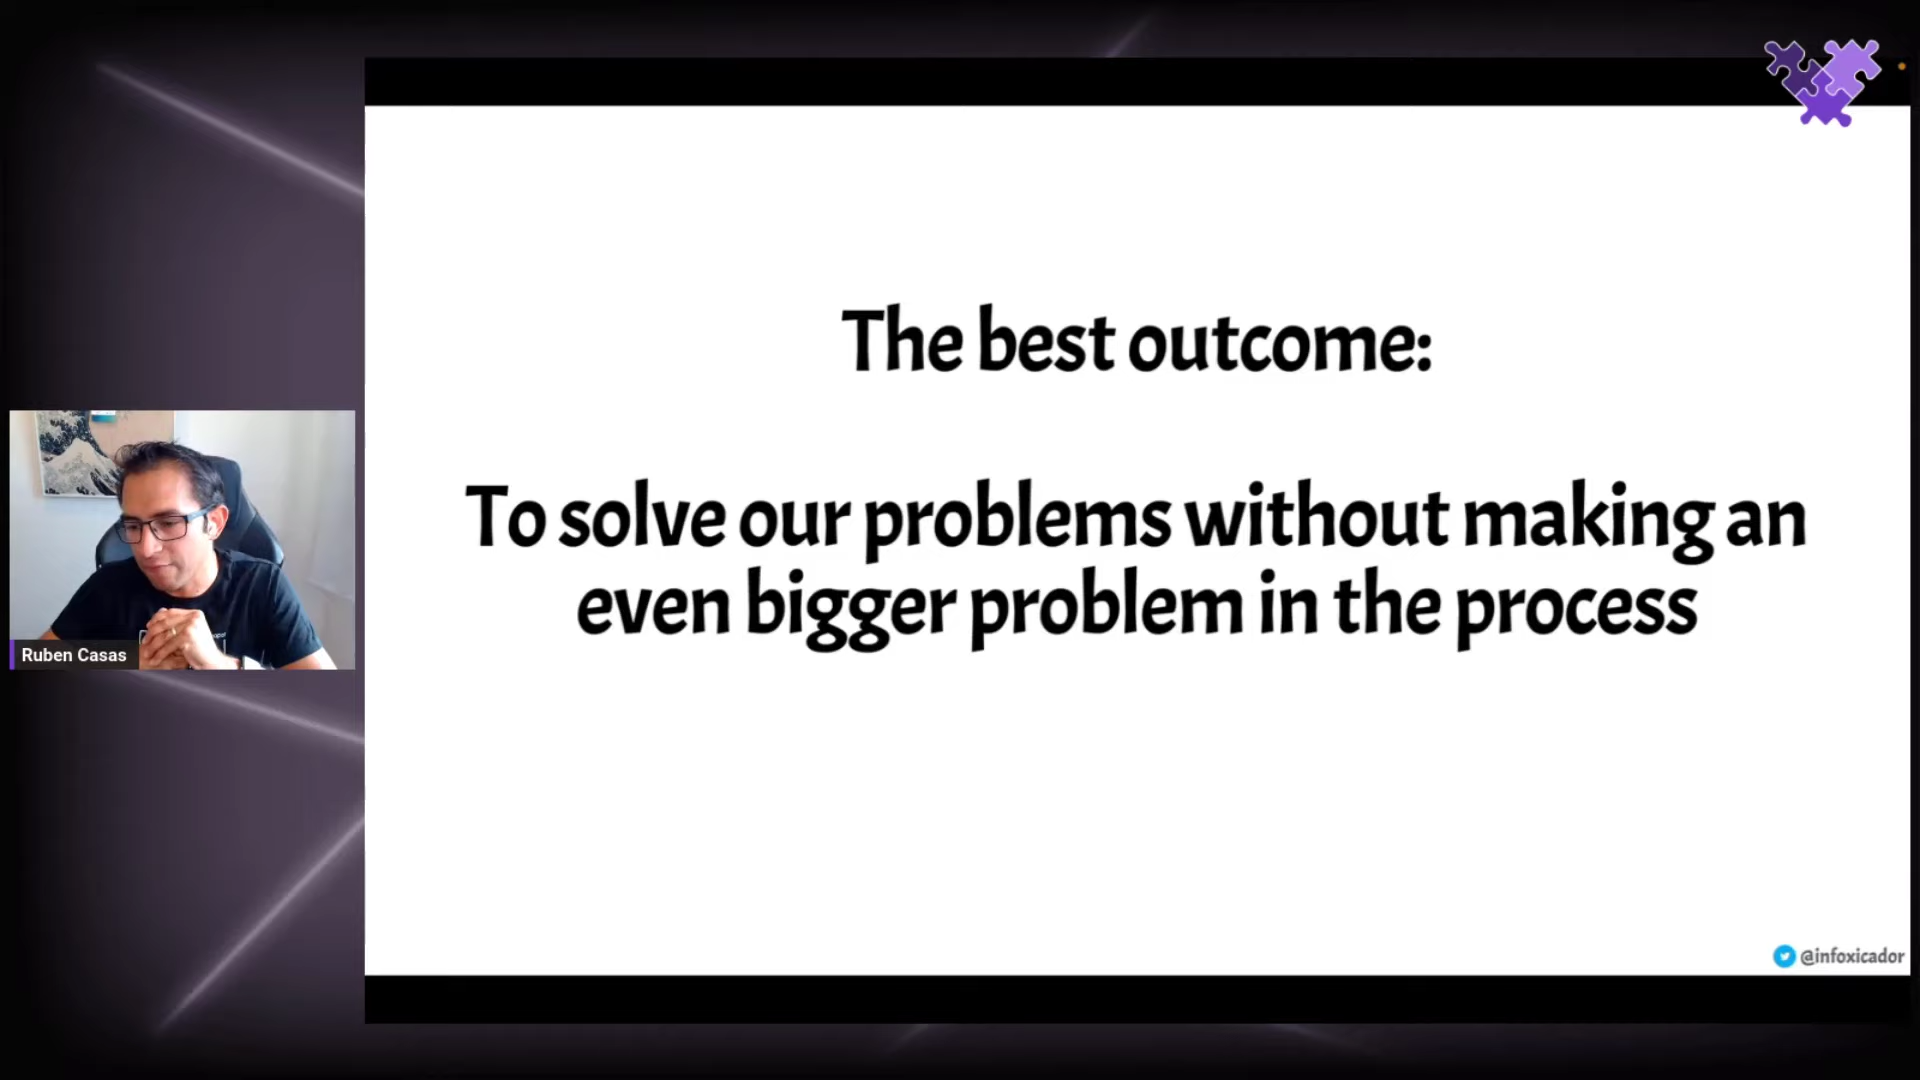 The best outcome:
To solve our problems without making an
even bigger problem in the process
Ruben Casas
@infoxicador